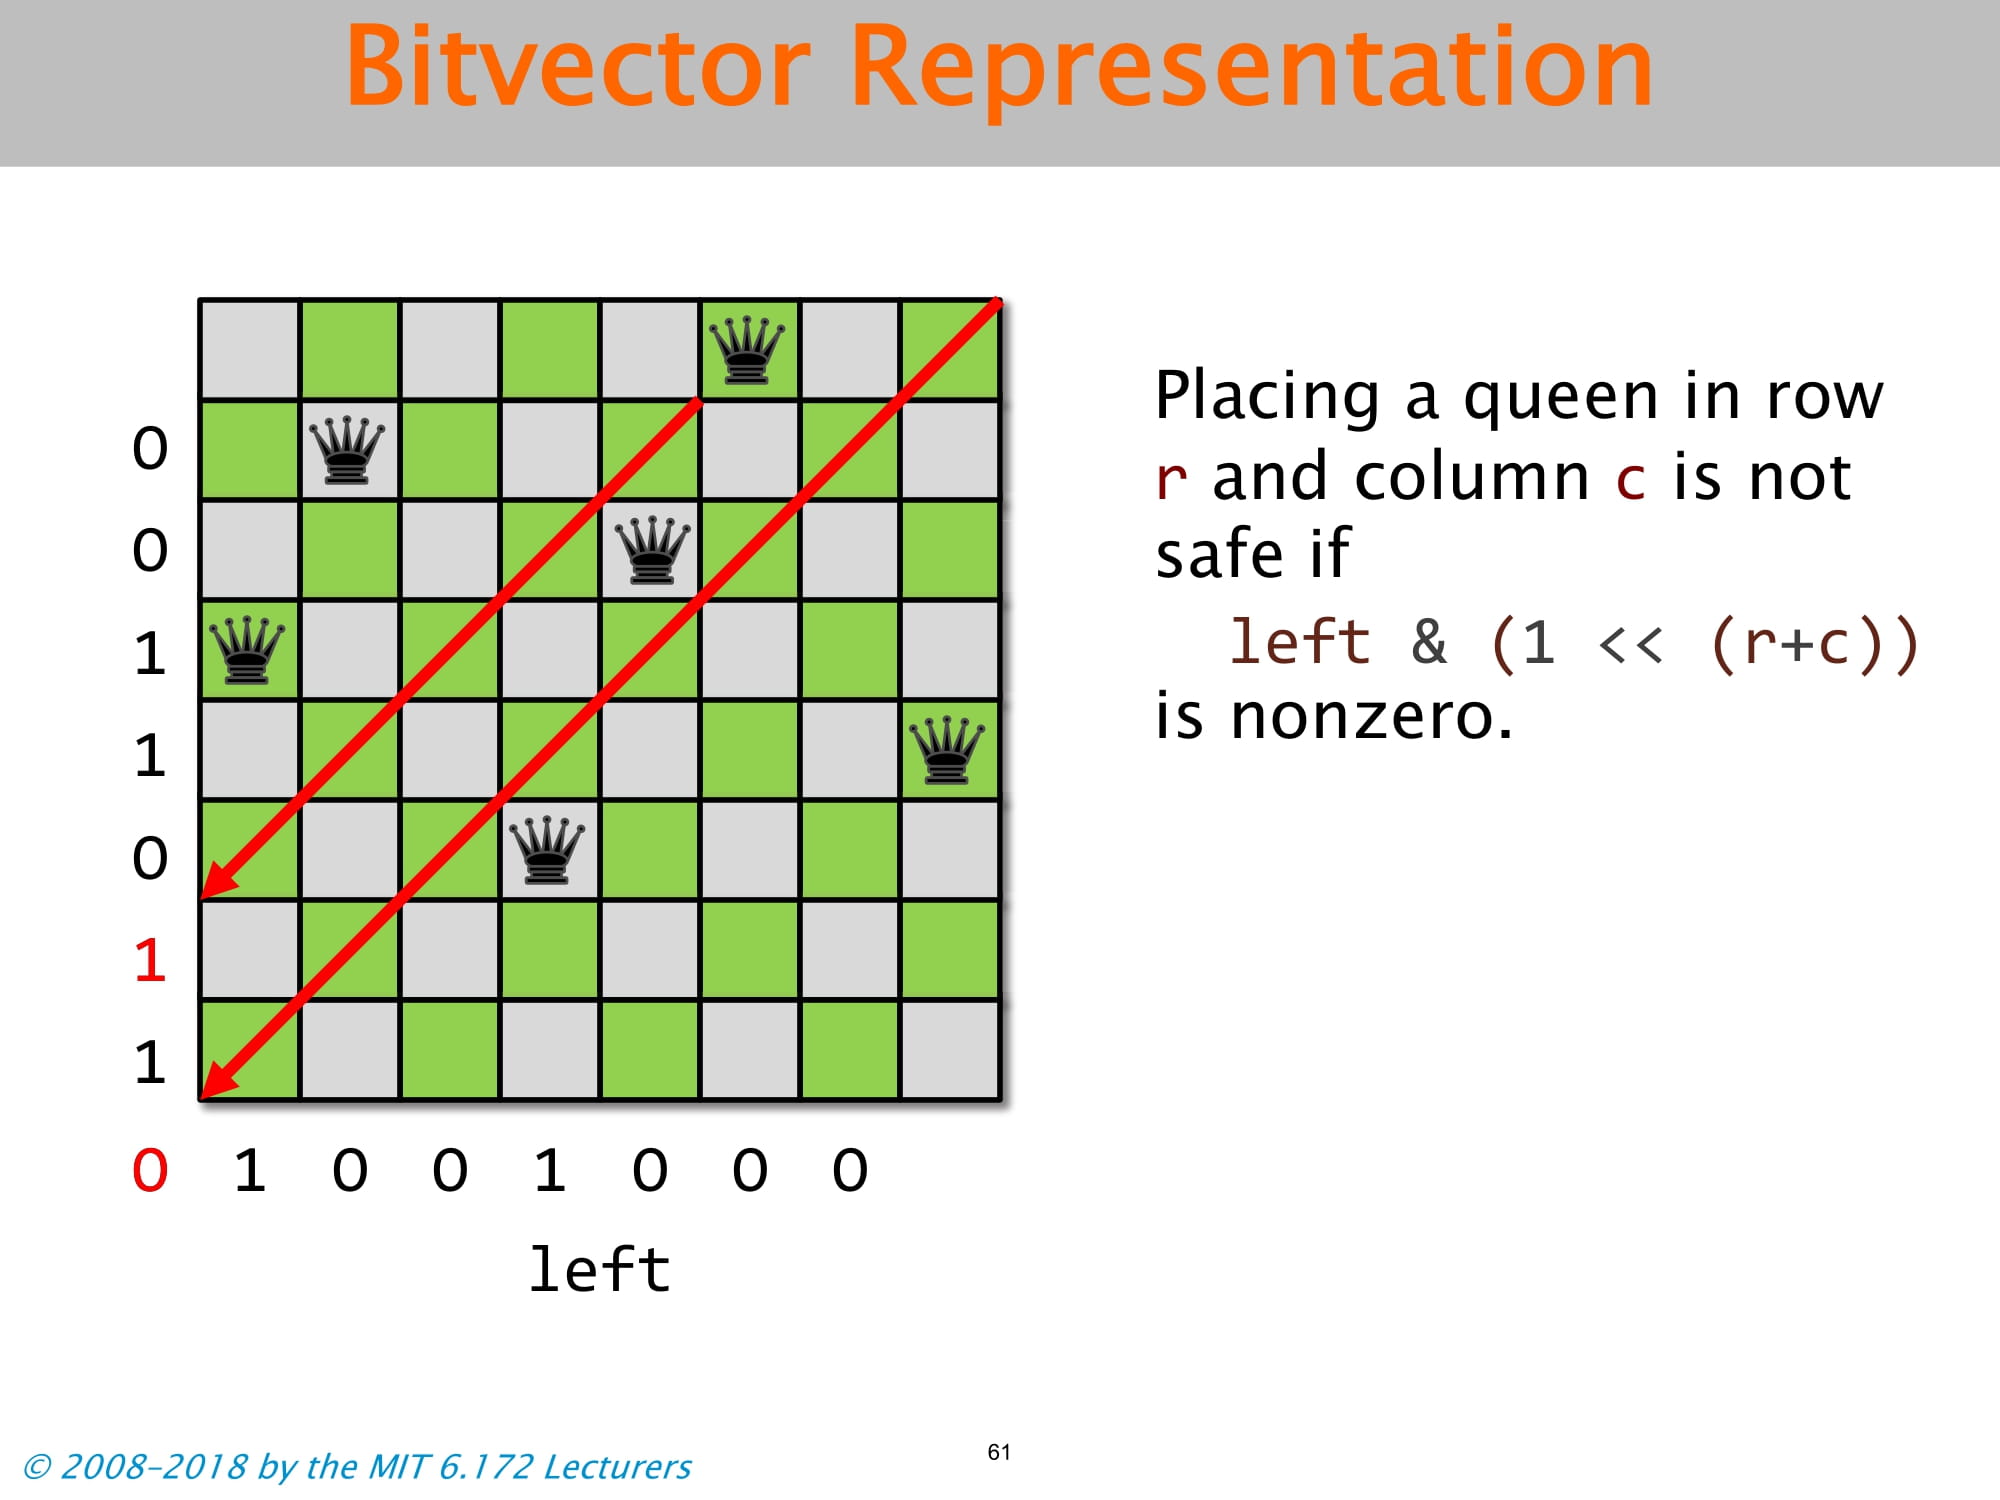 Bitvector Representation
0
0
1
1
0
1
1
0 1 0 0 1 0 0 0
left
Placing a queen in row
r and column c is not
safe if
left & (1 << (r+c))
is nonzero.
© 2008–2018 by the MIT 6.172 Lecturers
61